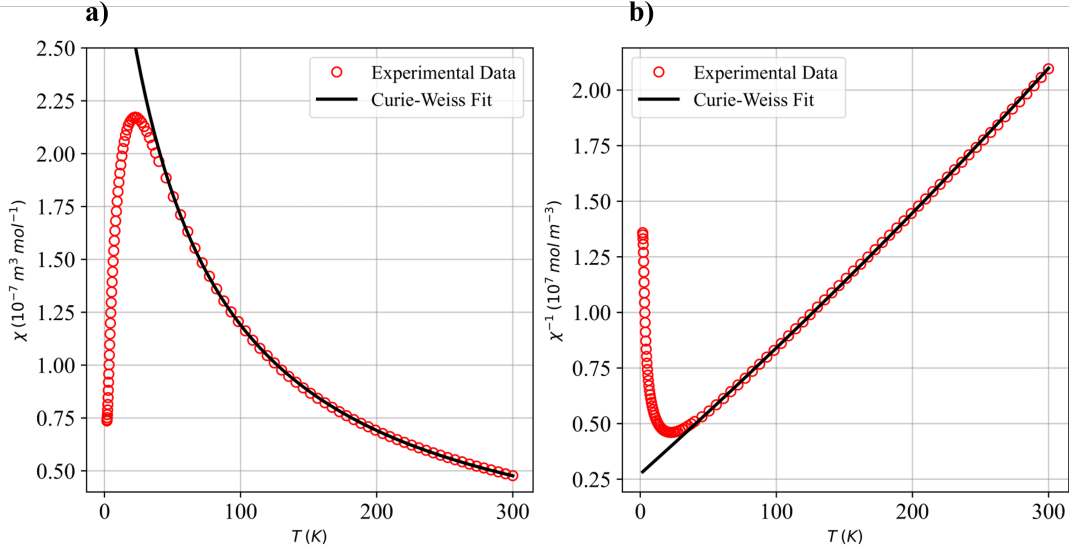 a)
χ (10⁻⁷ m³ mol⁻¹)
2.50
2.25
2.00
1.75
1.50
1.25
1.00
0.75
0.50
Experimental Data
Curie-Weiss Fit
0
100
200
300
T (K)
b)
χ⁻¹ (10⁷ mol m⁻³)
2.00
1.75
1.50
1.25
1.00
0.75
0.50
0.25
Experimental Data
Curie-Weiss Fit
0
100
200
300
T (K)